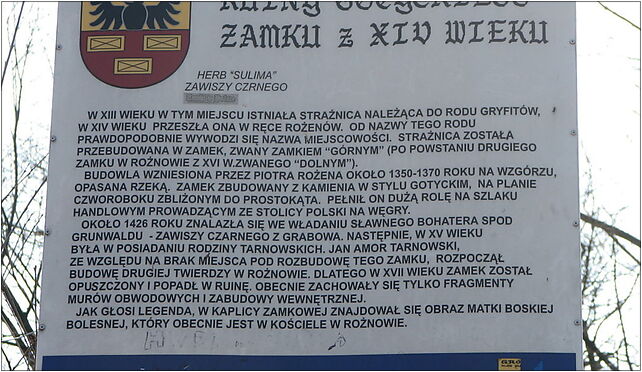 RUINY GOTYCKIEGO
ZAMKU z XIV WIEKU
HERB "SULIMA"
ZAWISZY CZRNEGO
W XIII WIEKU W TYM MIEJSCU ISTNIAŁA STRAŻNICA NALEŻĄCA DO RODU GRYFITÓW,
W XIV WIEKU PRZESZŁA ONA W RĘCE ROŻENÓW. OD NAZWY TEGO RODU
PRAWDOPODOBNIE WYWODZI SIĘ NAZWA MIEJSCOWOŚCI. STRAŻNICA ZOSTAŁA
PRZEBUDOWANA W ZAMEK, ZWANY ZAMKIEM "GÓRNYM" (PO POWSTANIU DRUGIEGO
ZAMKU W ROŻNOWIE Z XVI W.ZWANEGO "DOLNYM").
BUDOWLA WZNIESIONA PRZEZ PIOTRA ROŻENA OKOŁO 1350-1370 ROKU NA WZGÓRZU,
OPASANA RZEKĄ. ZAMEK ZBUDOWANY Z KAMIENIA W STYLU GOTYCKIM, NA PLANIE
CZWOROBOKU ZBLIŻONYM DO PROSTOKĄTA. PEŁNIŁ ON DUŻĄ ROLĘ NA SZLAKU
HANDLOWYM PROWADZĄCYM ZE STOLICY POLSKI NA WĘGRY.
OKOŁO 1426 ROKU ZNALAZŁA SIĘ WE WŁADANIU SŁAWNEGO BOHATERA SPOD
GRUNWALDU - ZAWISZY CZARNEGO Z GRABOWA. NASTĘPNIE, W XV WIEKU
BYŁA W POSIADANIU RODZINY TARNOWSKICH. JAN AMOR TARNOWSKI,
ZE WZGLĘDU NA BRAK MIEJSCA POD ROZBUDOWĘ TEGO ZAMKU, ROZPOCZĄŁ
BUDOWĘ DRUGIEJ TWIERDZY W ROŻNOWIE. DLATEGO W XVII WIEKU ZAMEK ZOSTAŁ
OPUSZCZONY I POPADŁ W RUINĘ. OBECNIE ZACHOWAŁY SIĘ TYLKO FRAGMENTY
MURÓW OBWODOWYCH I ZABUDOWY WEWNĘTRZNEJ.
JAK GŁOSI LEGENDA, W KAPLICY ZAMKOWEJ ZNAJDOWAŁ SIĘ OBRAZ MATKI BOSKIEJ
BOLESNEJ, KTÓRY OBECNIE JEST W KOŚCIELE W ROŻNOWIE.